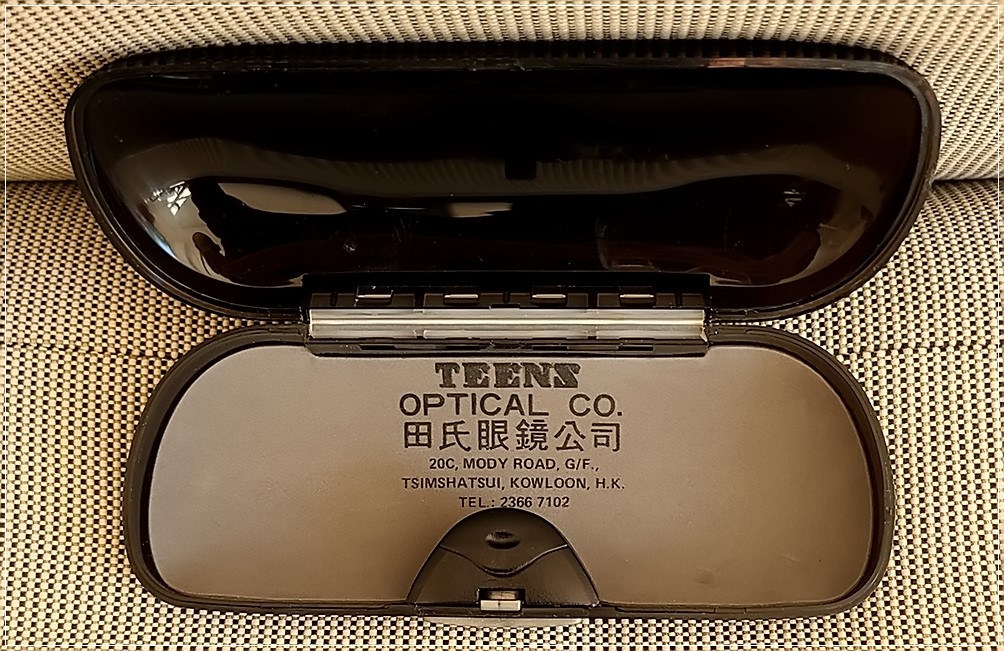 TEENS
OPTICAL CO.
田氏眼鏡公司
20C, MODY ROAD, G/F.,
TSIMSHATSUI, KOWLOON, H.K.
TEL.: 2366 7102